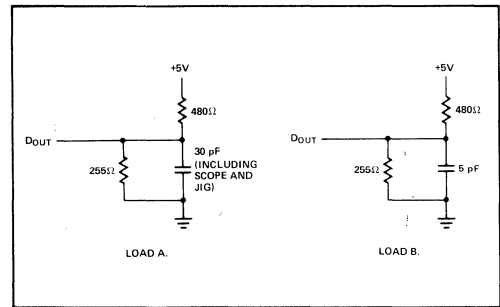 +5V
480Ω
DOUT
255Ω
30 pF
(INCLUDING
SCOPE AND
JIG)
LOAD A.
+5V
480Ω
DOUT
255Ω
5 pF
LOAD B.